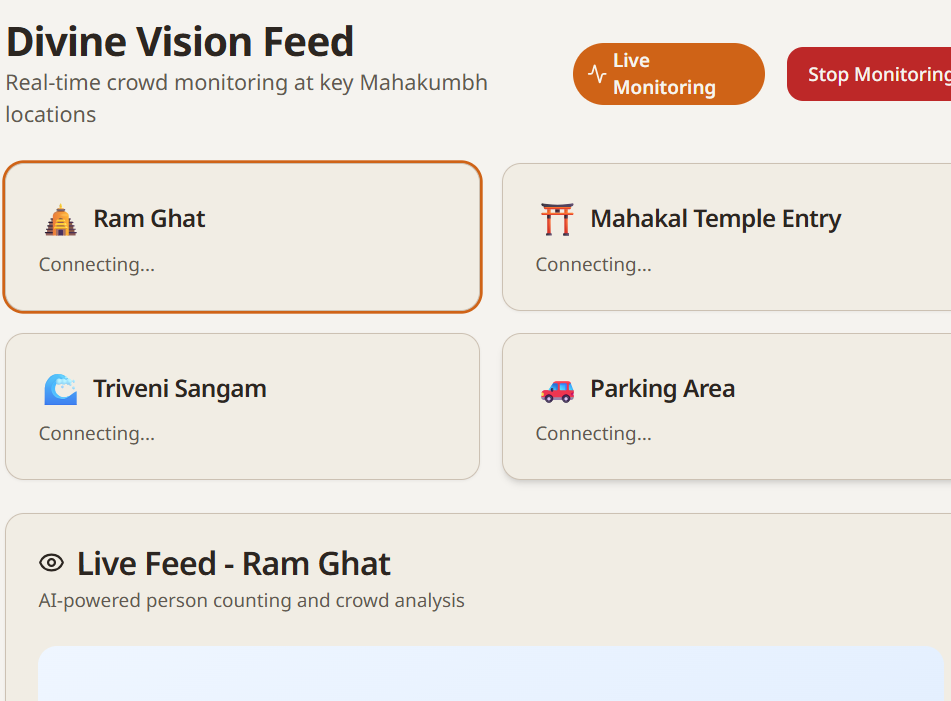 Divine Vision Feed
Real-time crowd monitoring at key Mahakumbh
locations
Live
Monitoring
Stop Monitoring
Ram Ghat
Connecting...
Mahakal Temple Entry
Connecting...
Triveni Sangam
Connecting...
Parking Area
Connecting...
Live Feed - Ram Ghat
AI-powered person counting and crowd analysis